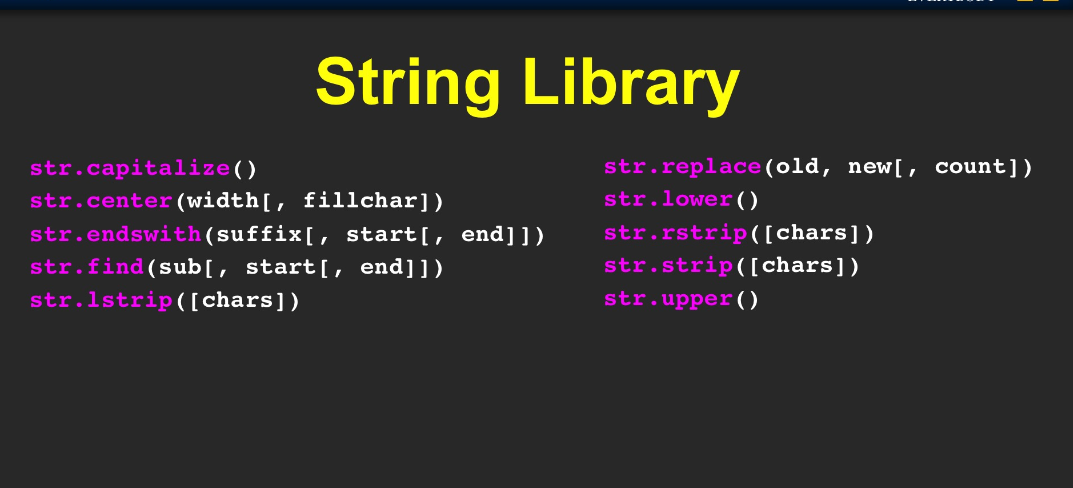 String Library
str.capitalize()
str.center(width[, fillchar])
str.endswith(suffix[, start[, end]])
str.find(sub[, start[, end]])
str.lstrip([chars])
str.replace(old, new[, count])
str.lower()
str.rstrip([chars])
str.strip([chars])
str.upper()